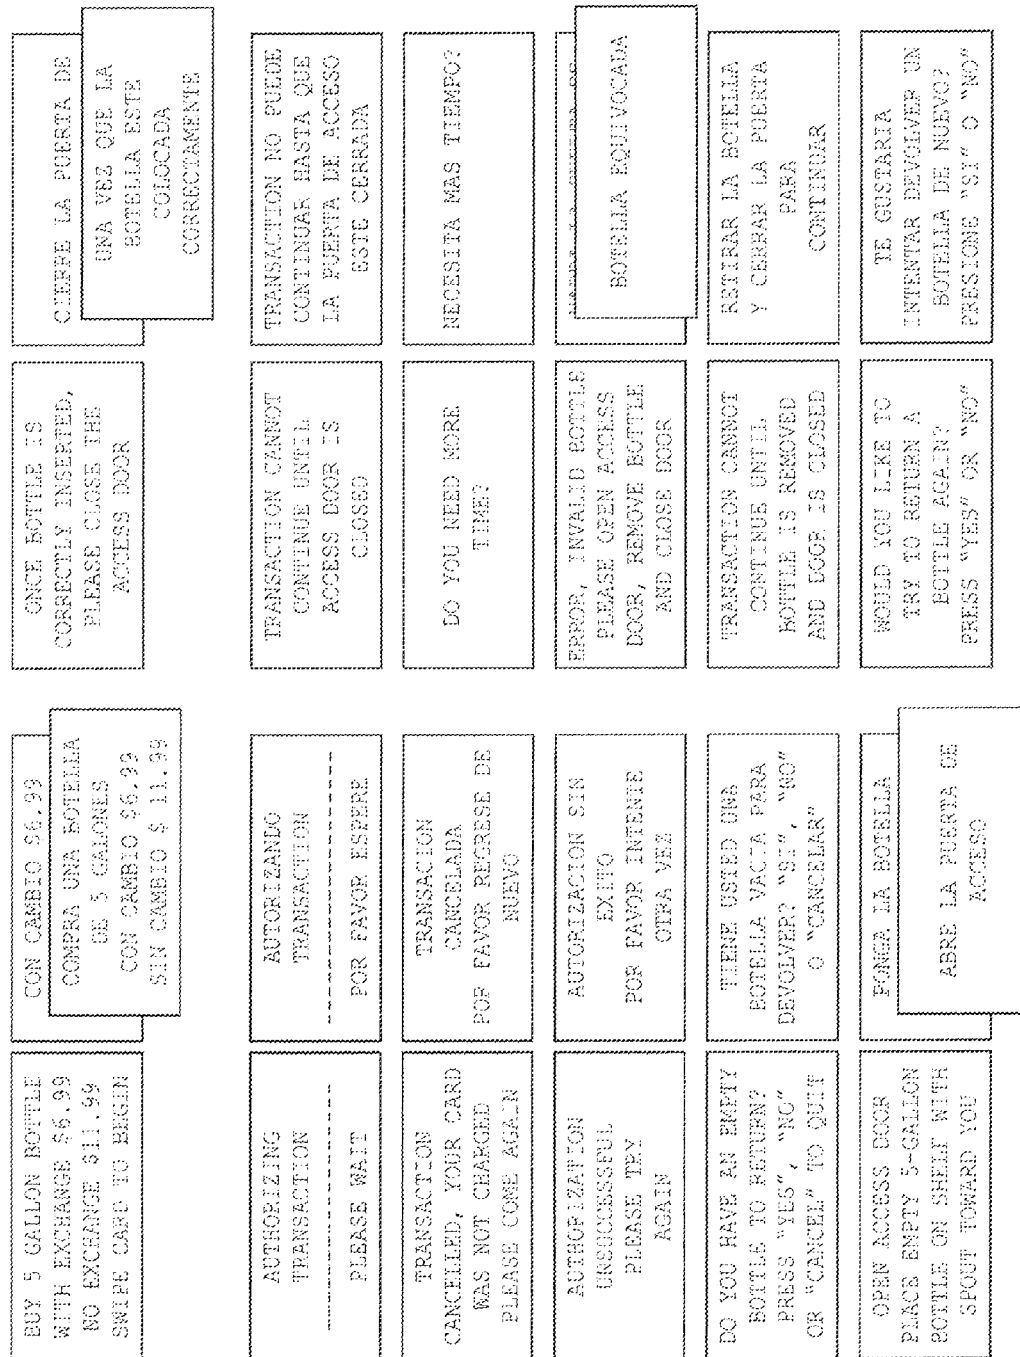 BUY 5 GALLON BOTTLE
WITH EXCHANGE $6.99
NO EXCHANGE $11.99
SWIPE CARD TO BEGIN
CON CAMBIO $6.99
COMPRA UNA BOTELLA
DE 5 GALONES
CON CAMBIO $6.99
SIN CAMBIO $ 11.99
ONCE BOTTLE IS
CORRECTLY INSERTED,
PLEASE CLOSE THE
ACCESS DOOR
CIERRE LA PUERTA DE
UNA VEZ QUE LA
BOTELLA ESTE
COLOCADA
CORRECTAMENTE
AUTHORIZING
TRANSACTION
--------------------
PLEASE WAIT
AUTORIZANDO
TRANSACTION
--------------------
POR FAVOR ESPERE
TRANSACTION CANNOT
CONTINUE UNTIL
ACCESS DOOR IS
CLOSED
TRANSACTION NO PUEDE
CONTINUAR HASTA QUE
LA PUERTA DE ACCESO
ESTE CERRADA
TRANSACTION
CANCELLED, YOUR CARD
WAS NOT CHARGED
PLEASE COME AGAIN
TRANSACION
CANCELADA
POR FAVOR REGRESE DE
NUEVO
DO YOU NEED MORE
TIME?
NECESITA MAS TIEMPO?
AUTHORIZATION
UNSUCCESSFUL
PLEASE TRY
AGAIN
AUTORIZACION SIN
EXITO
POR FAVOR INTENTE
OTRA VEZ
ERROR, INVALID BOTTLE
PLEASE OPEN ACCESS
DOOR, REMOVE BOTTLE
AND CLOSE DOOR
BOTELLA EQUIVOCADA
DO YOU HAVE AN EMPTY
BOTTLE TO RETURN?
PRESS "YES", "NO"
OR "CANCEL" TO QUIT
TIENE USTED UNA
BOTELLA VACIA PARA
DEVOLVER? "SI", "NO"
O "CANCELAR"
TRANSACTION CANNOT
CONTINUE UNTIL
BOTTLE IS REMOVED
AND DOOR IS CLOSED
RETIRAR LA BOTELLA
Y CERRAR LA PUERTA
PARA
CONTINUAR
OPEN ACCESS DOOR
PLACE EMPTY 5-GALLON
BOTTLE ON SHELF WITH
SPOUT TOWARD YOU
PONGA LA BOTELLA
ABRE LA PUERTA DE
ACCESO
WOULD YOU LIKE TO
TRY TO RETURN A
BOTTLE AGAIN?
PRESS "YES" OR "NO"
TE GUSTARIA
INTENTAR DEVOLVER UN
BOTELLA DE NUEVO?
PRESIONE "SI" O "NO"